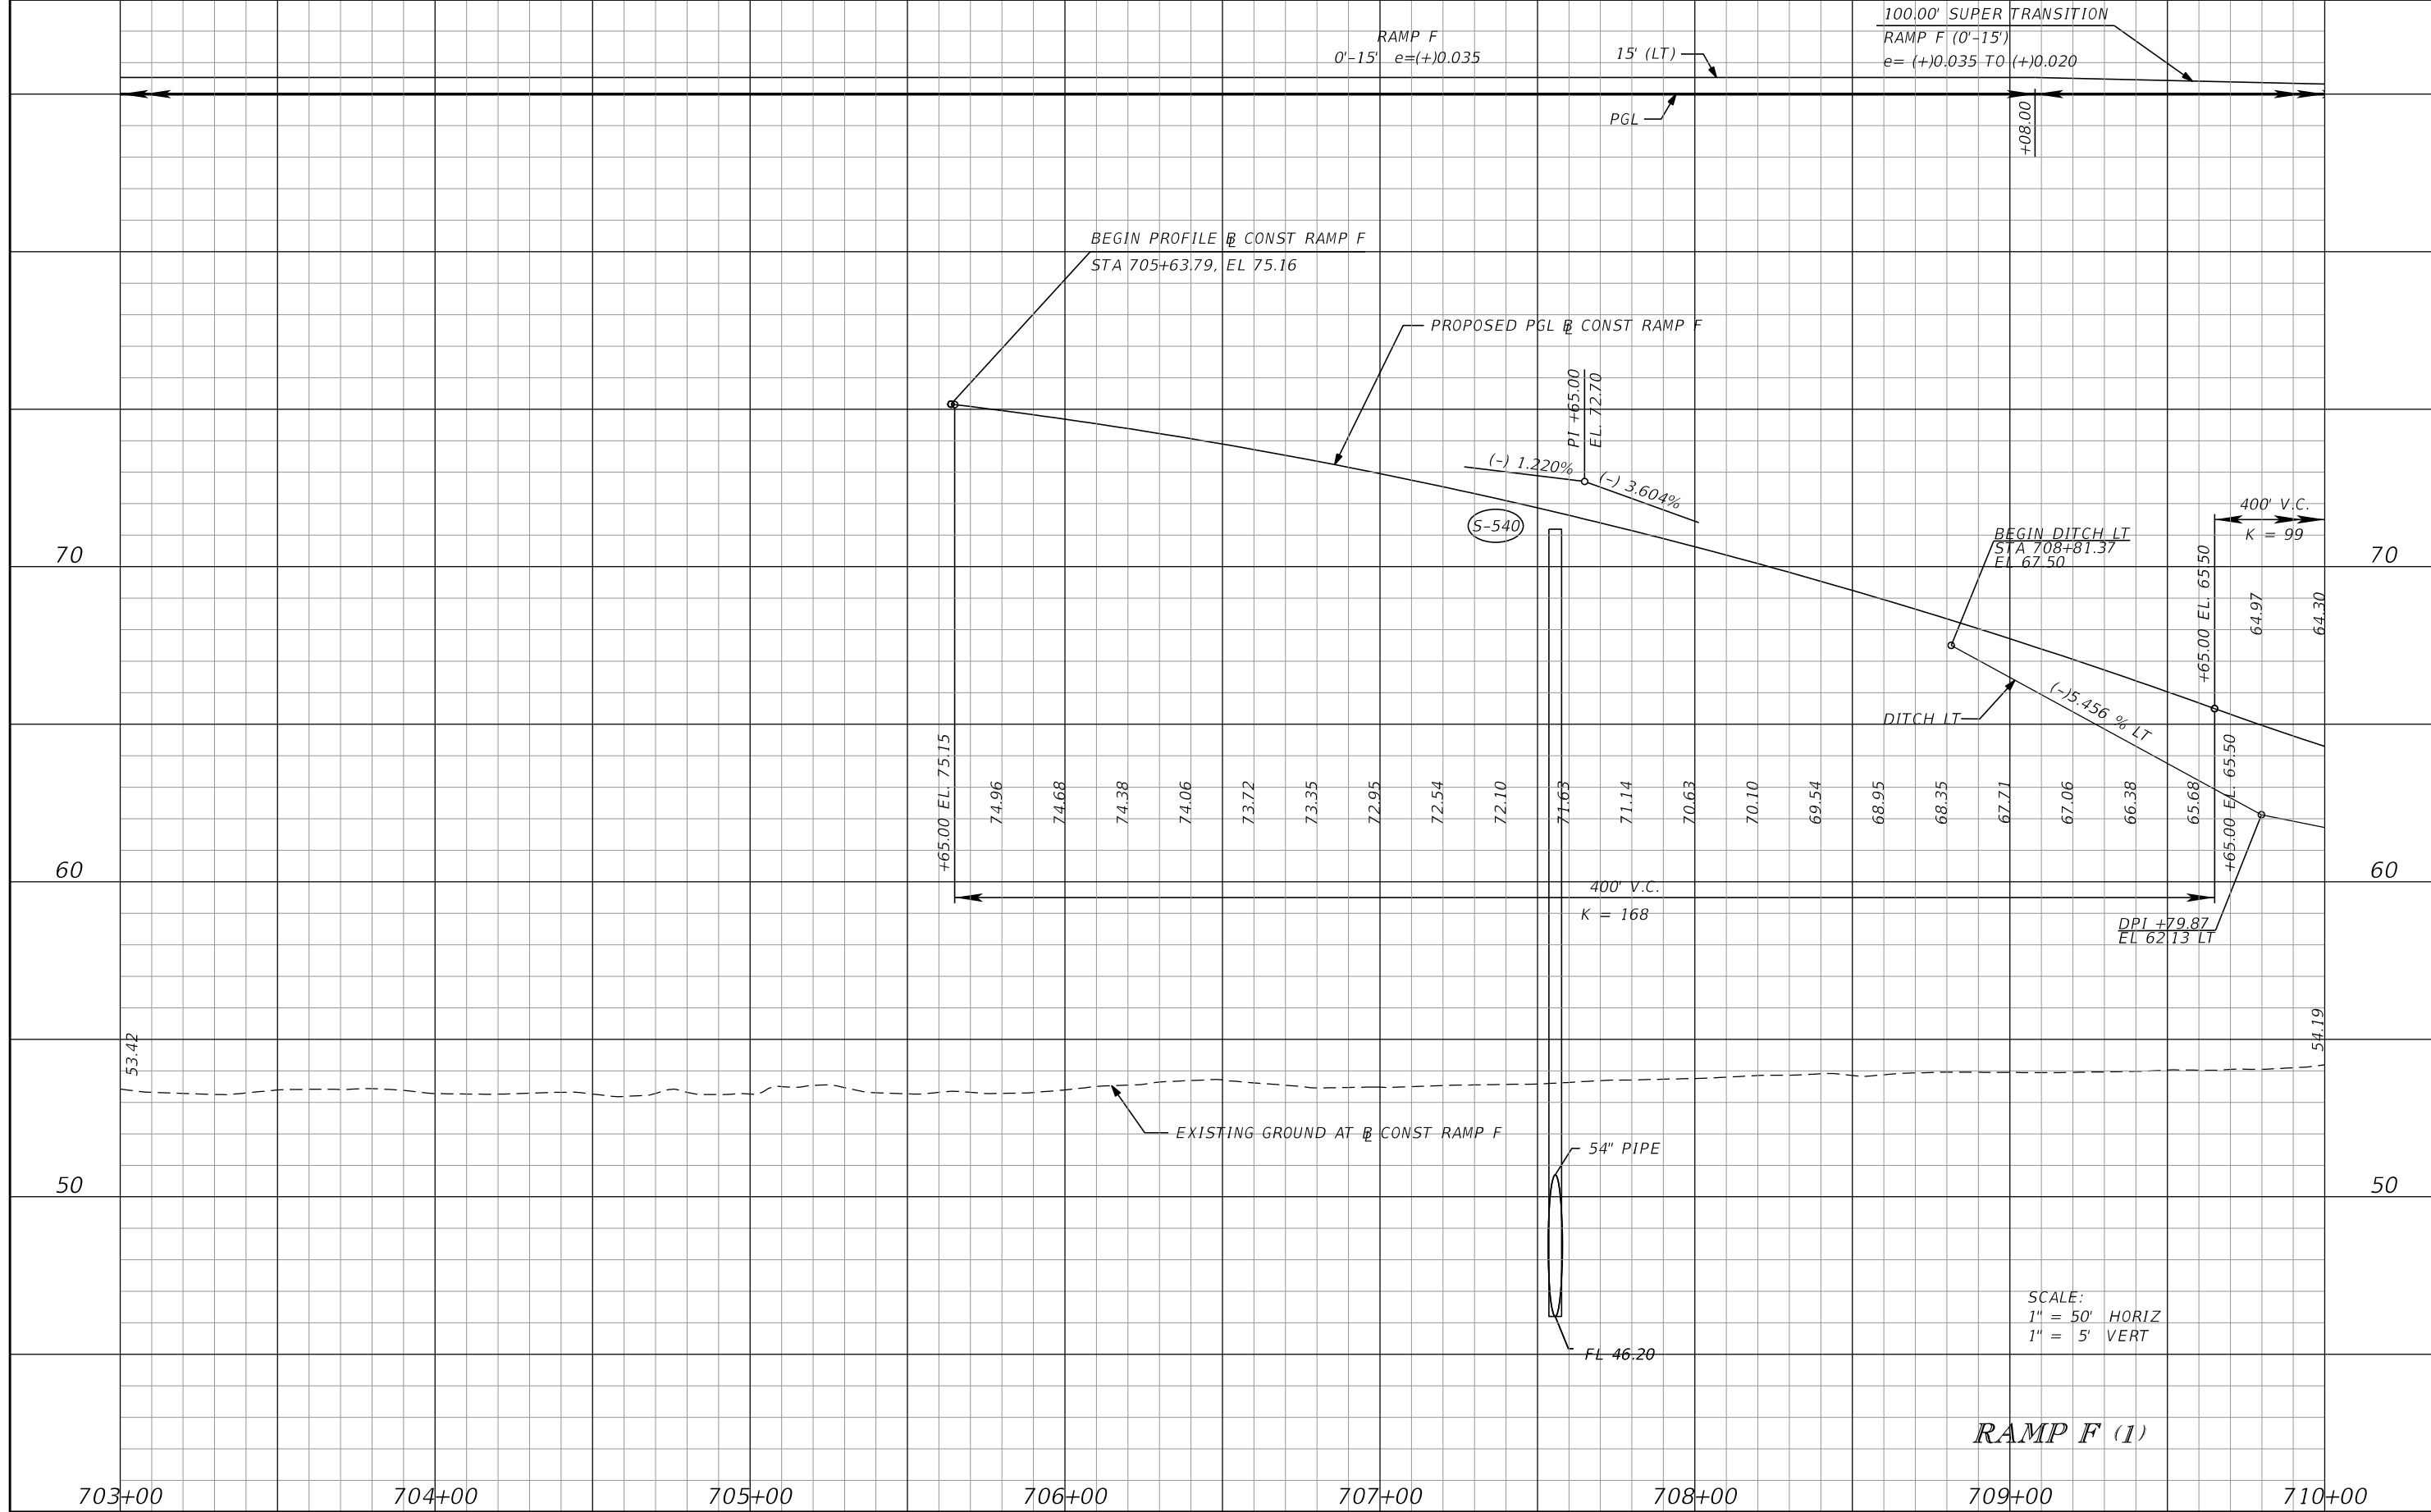 100.00' SUPER TRANSITION
RAMP F (0'-15')
e= (+)0.035 TO (+)0.020
RAMP F
0'-15' e=(+)0.035
15' (LT)
PGL
+08.00
BEGIN PROFILE ℄ CONST RAMP F
STA 705+63.79, EL 75.16
PROPOSED PGL ℄ CONST RAMP F
PI +65.00
EL. 72.70
(-) 1.220%
(-) 3.604%
S-540
400' V.C.
K = 99
BEGIN DITCH LT
STA 708+81.37
EL 67.50
70
70
+65.00 EL. 65.50
64.97
64.30
DITCH LT
(-)5.456 % LT
+65.00 EL. 75.15
74.96
74.68
74.38
74.06
73.72
73.35
72.95
72.54
72.10
71.63
71.14
70.63
70.10
69.54
68.95
68.35
67.71
67.06
66.38
65.68
+65.00 EL. 65.50
60
60
400' V.C.
K = 168
DPI +79.87
EL 62.13 LT
53.42
54.19
EXISTING GROUND AT ℄ CONST RAMP F
54" PIPE
50
50
FL 46.20
SCALE:
1" = 50' HORIZ
1" = 5' VERT
RAMP F (1)
703+00
704+00
705+00
706+00
707+00
708+00
709+00
710+00